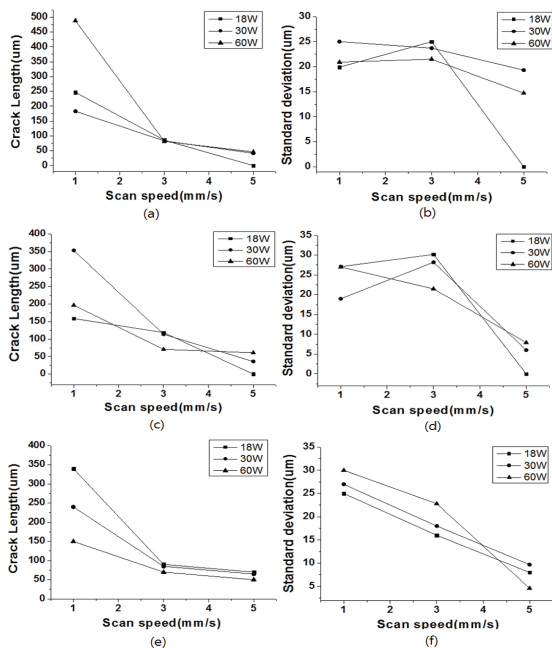 Crack Length(um)
500
450
400
350
300
250
200
150
100
50
0
18W
30W
60W
1
2
3
4
5
Scan speed(mm/s)
(a)
Standard deviation(um)
30
25
20
15
10
5
0
18W
30W
60W
1
2
3
4
5
Scan speed(mm/s)
(b)
Crack Length(um)
400
350
300
250
200
150
100
50
0
18W
30W
60W
1
2
3
4
5
Scan speed(mm/s)
(c)
Standard deviation(um)
35
30
25
20
15
10
5
0
18W
30W
60W
1
2
3
4
5
Scan speed(mm/s)
(d)
Crack Length(um)
400
350
300
250
200
150
100
50
0
18W
30W
60W
1
2
3
4
5
Scan speed(mm/s)
(e)
Standard deviation(um)
35
30
25
20
15
10
5
18W
30W
60W
1
2
3
4
5
Scan speed(mm/s)
(f)